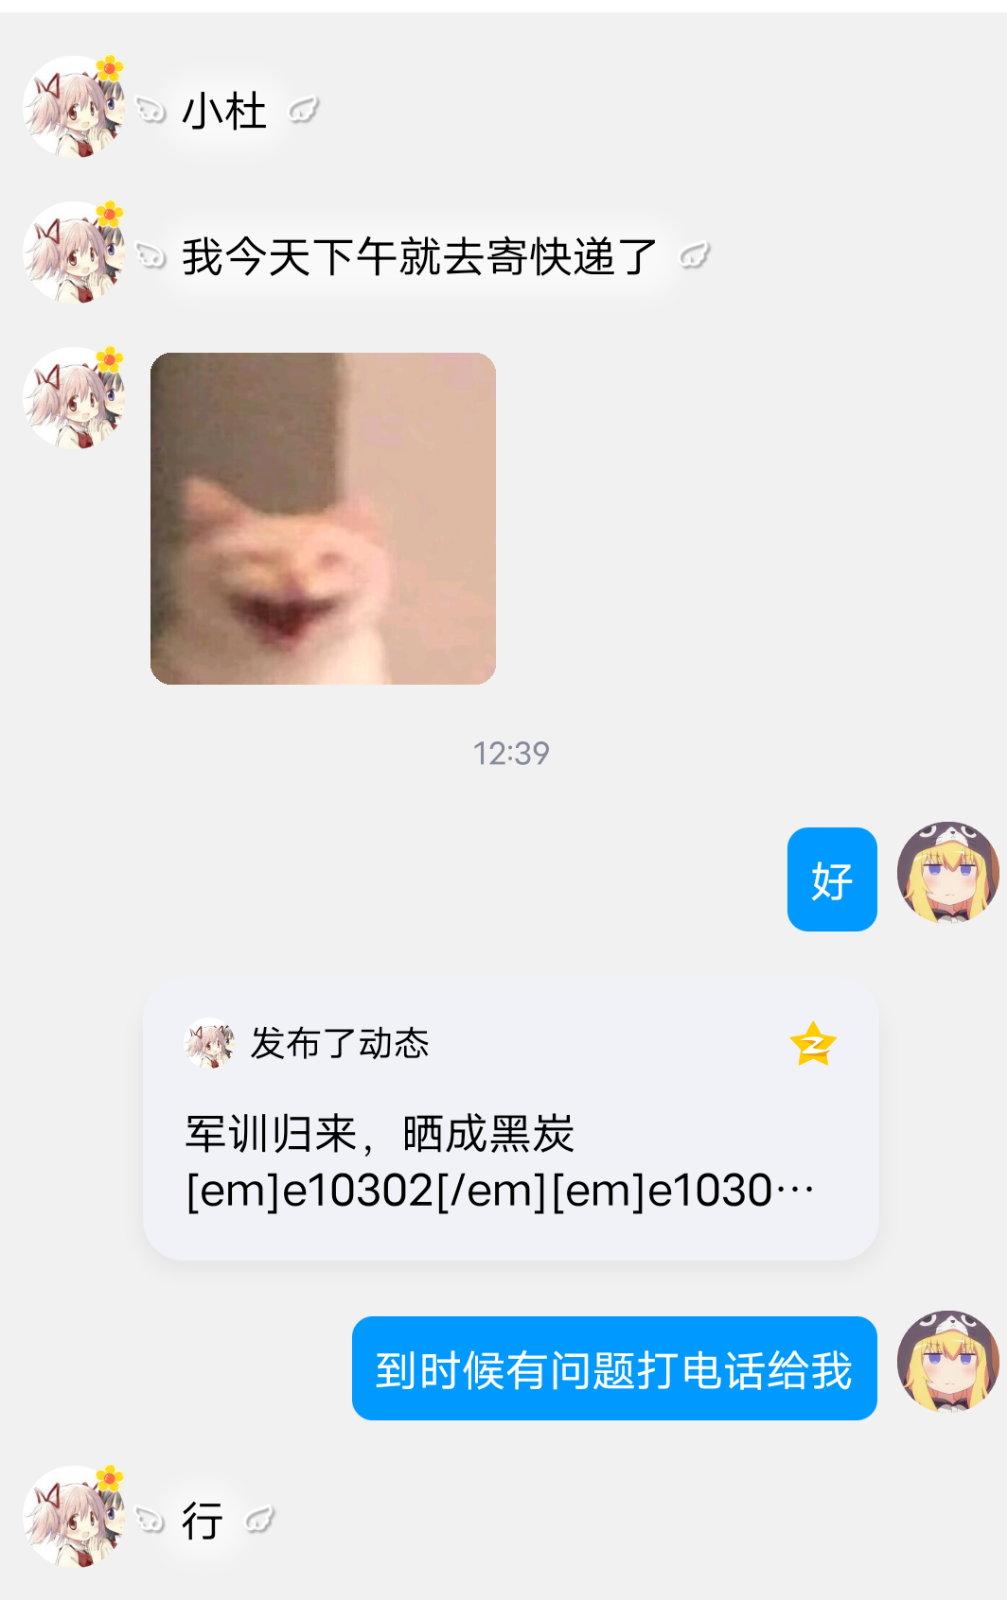 小杜
我今天下午就去寄快递了
12:39
好
发布了动态
军训归来，晒成黑炭
[em]e10302[/em][em]e1030…
到时候有问题打电话给我
行